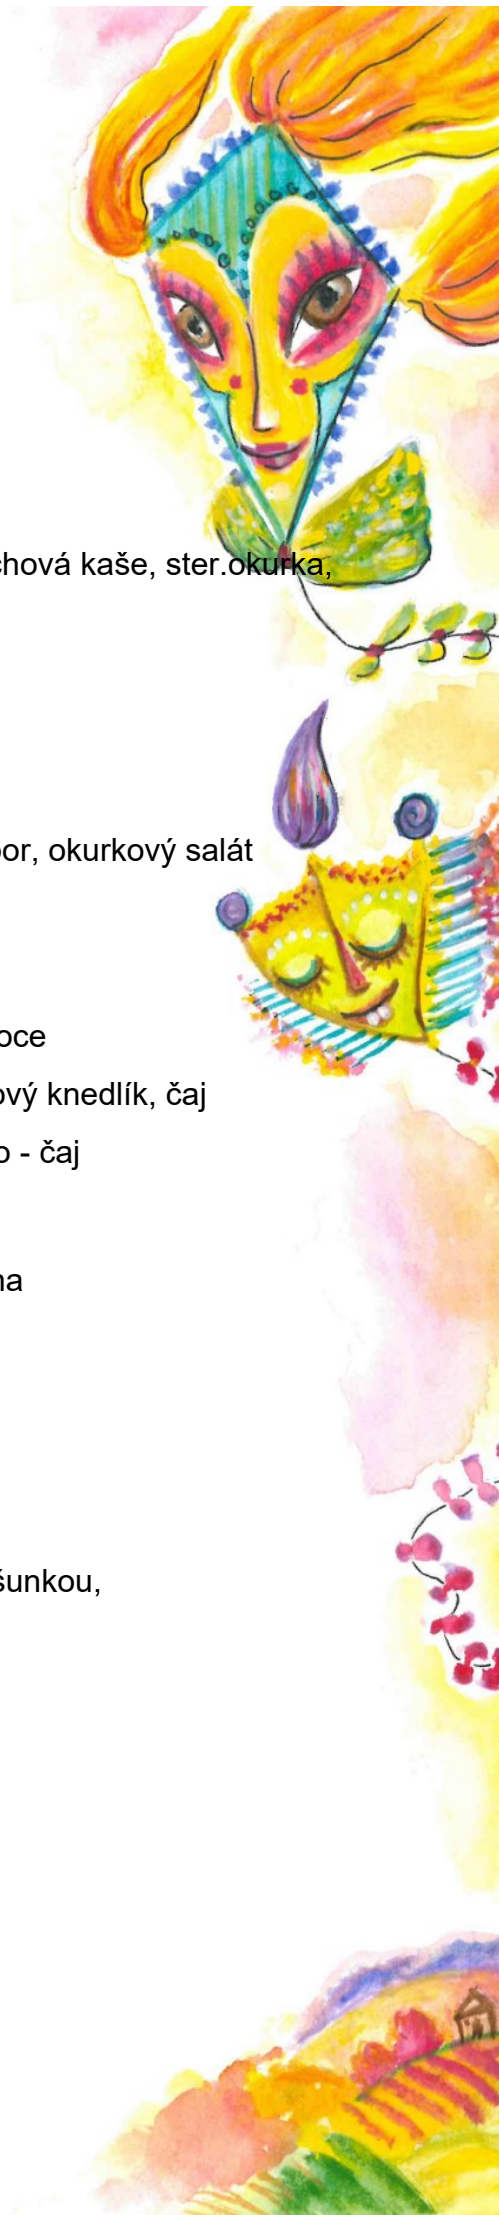 chová kaše, ster.okurka,
or, okurkový salát
oce
ový knedlík, čaj
o - čaj
na
šunkou,